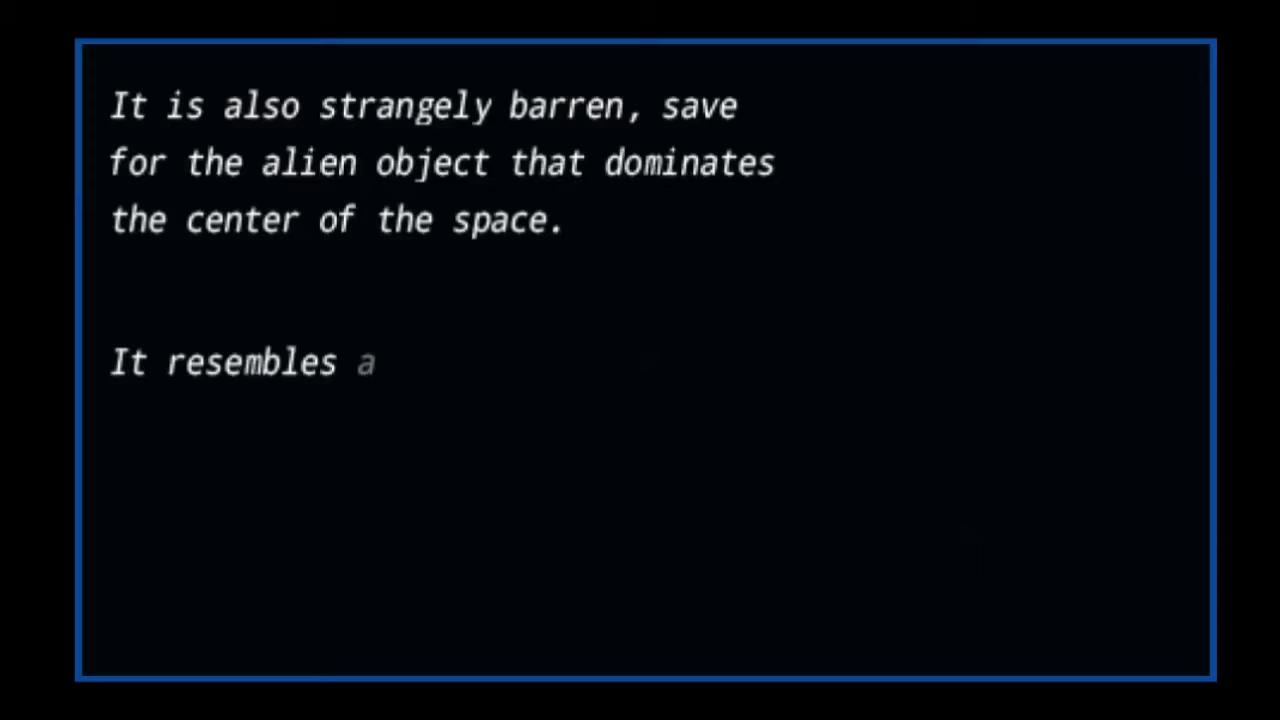 It is also strangely barren, save
for the alien object that dominates
the center of the space.
It resembles a